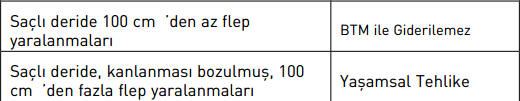 Saçlı deride 100 cm ´den az flep
yaralanmaları
BTM ile Giderilemez
Saçlı deride, kanlanması bozulmuş, 100
cm ´den fazla flep yaralanmaları
Yaşamsal Tehlike